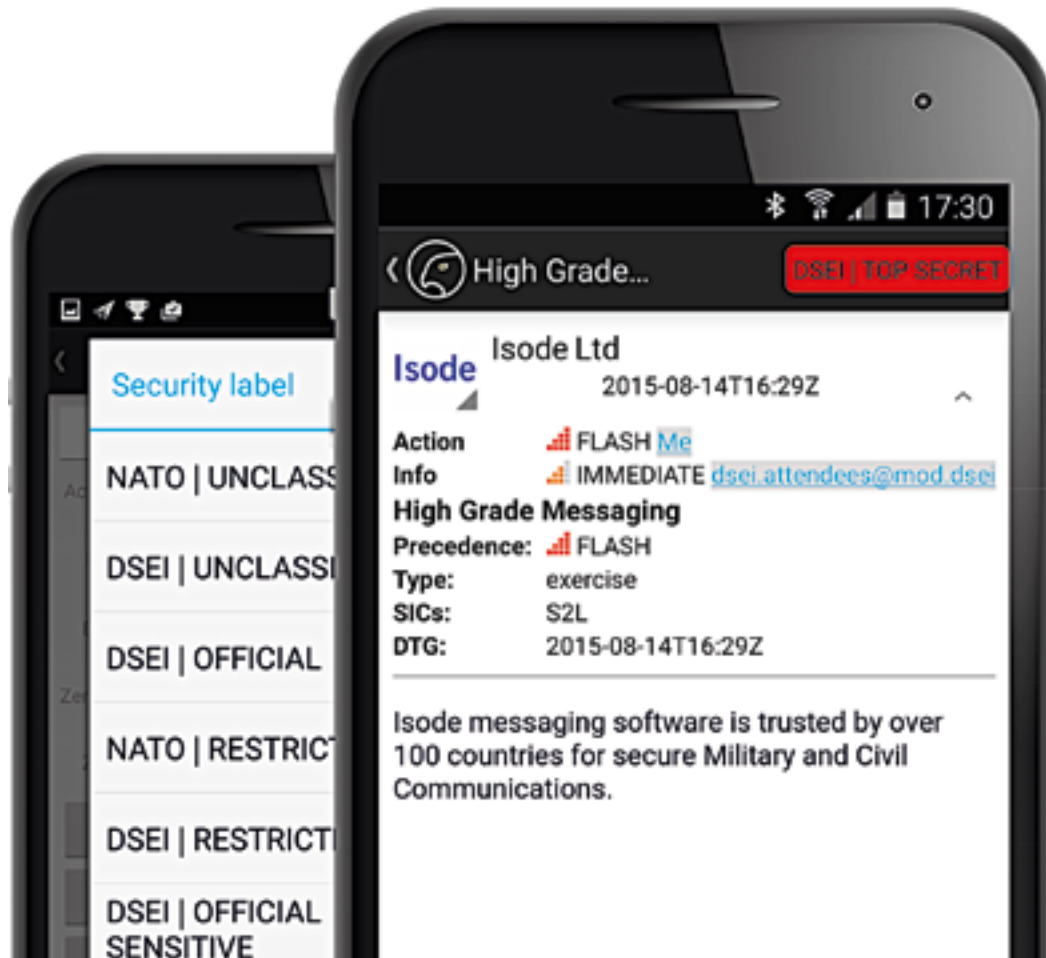 17:30
High Grade...
DSEI | TOP SECRET
Isode
Isode Ltd
2015-08-14T16:29Z
Action FLASH Me
Info IMMEDIATE dsei.attendees@mod.dsei
High Grade Messaging
Precedence: FLASH
Type: exercise
SICs: S2L
DTG: 2015-08-14T16:29Z
Isode messaging software is trusted by over
100 countries for secure Military and Civil
Communications.
Security label
NATO | UNCLASS
DSEI | UNCLASSI
DSEI | OFFICIAL
NATO | RESTRICT
DSEI | RESTRICTI
DSEI | OFFICIAL
SENSITIVE